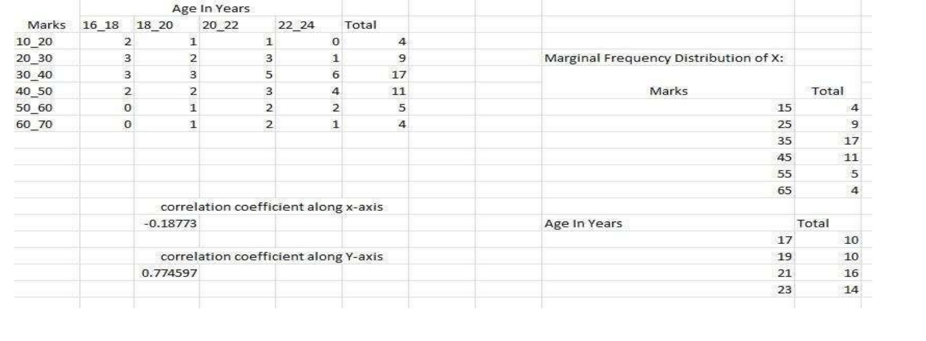 Age In Years
Marks 16_18 18_20 20_22 22_24 Total
10_20 2 1 1 0 4
20_30 3 2 3 1 9 Marginal Frequency Distribution of X:
30_40 3 3 5 6 17
40_50 2 2 3 4 11 Marks Total
50_60 0 1 2 2 5 15 4
60_70 0 1 2 1 4 25 9
35 17
45 11
55 5
65 4
correlation coefficient along x-axis
-0.18773 Age In Years Total
17 10
correlation coefficient along Y-axis 19 10
0.774597 21 16
23 14